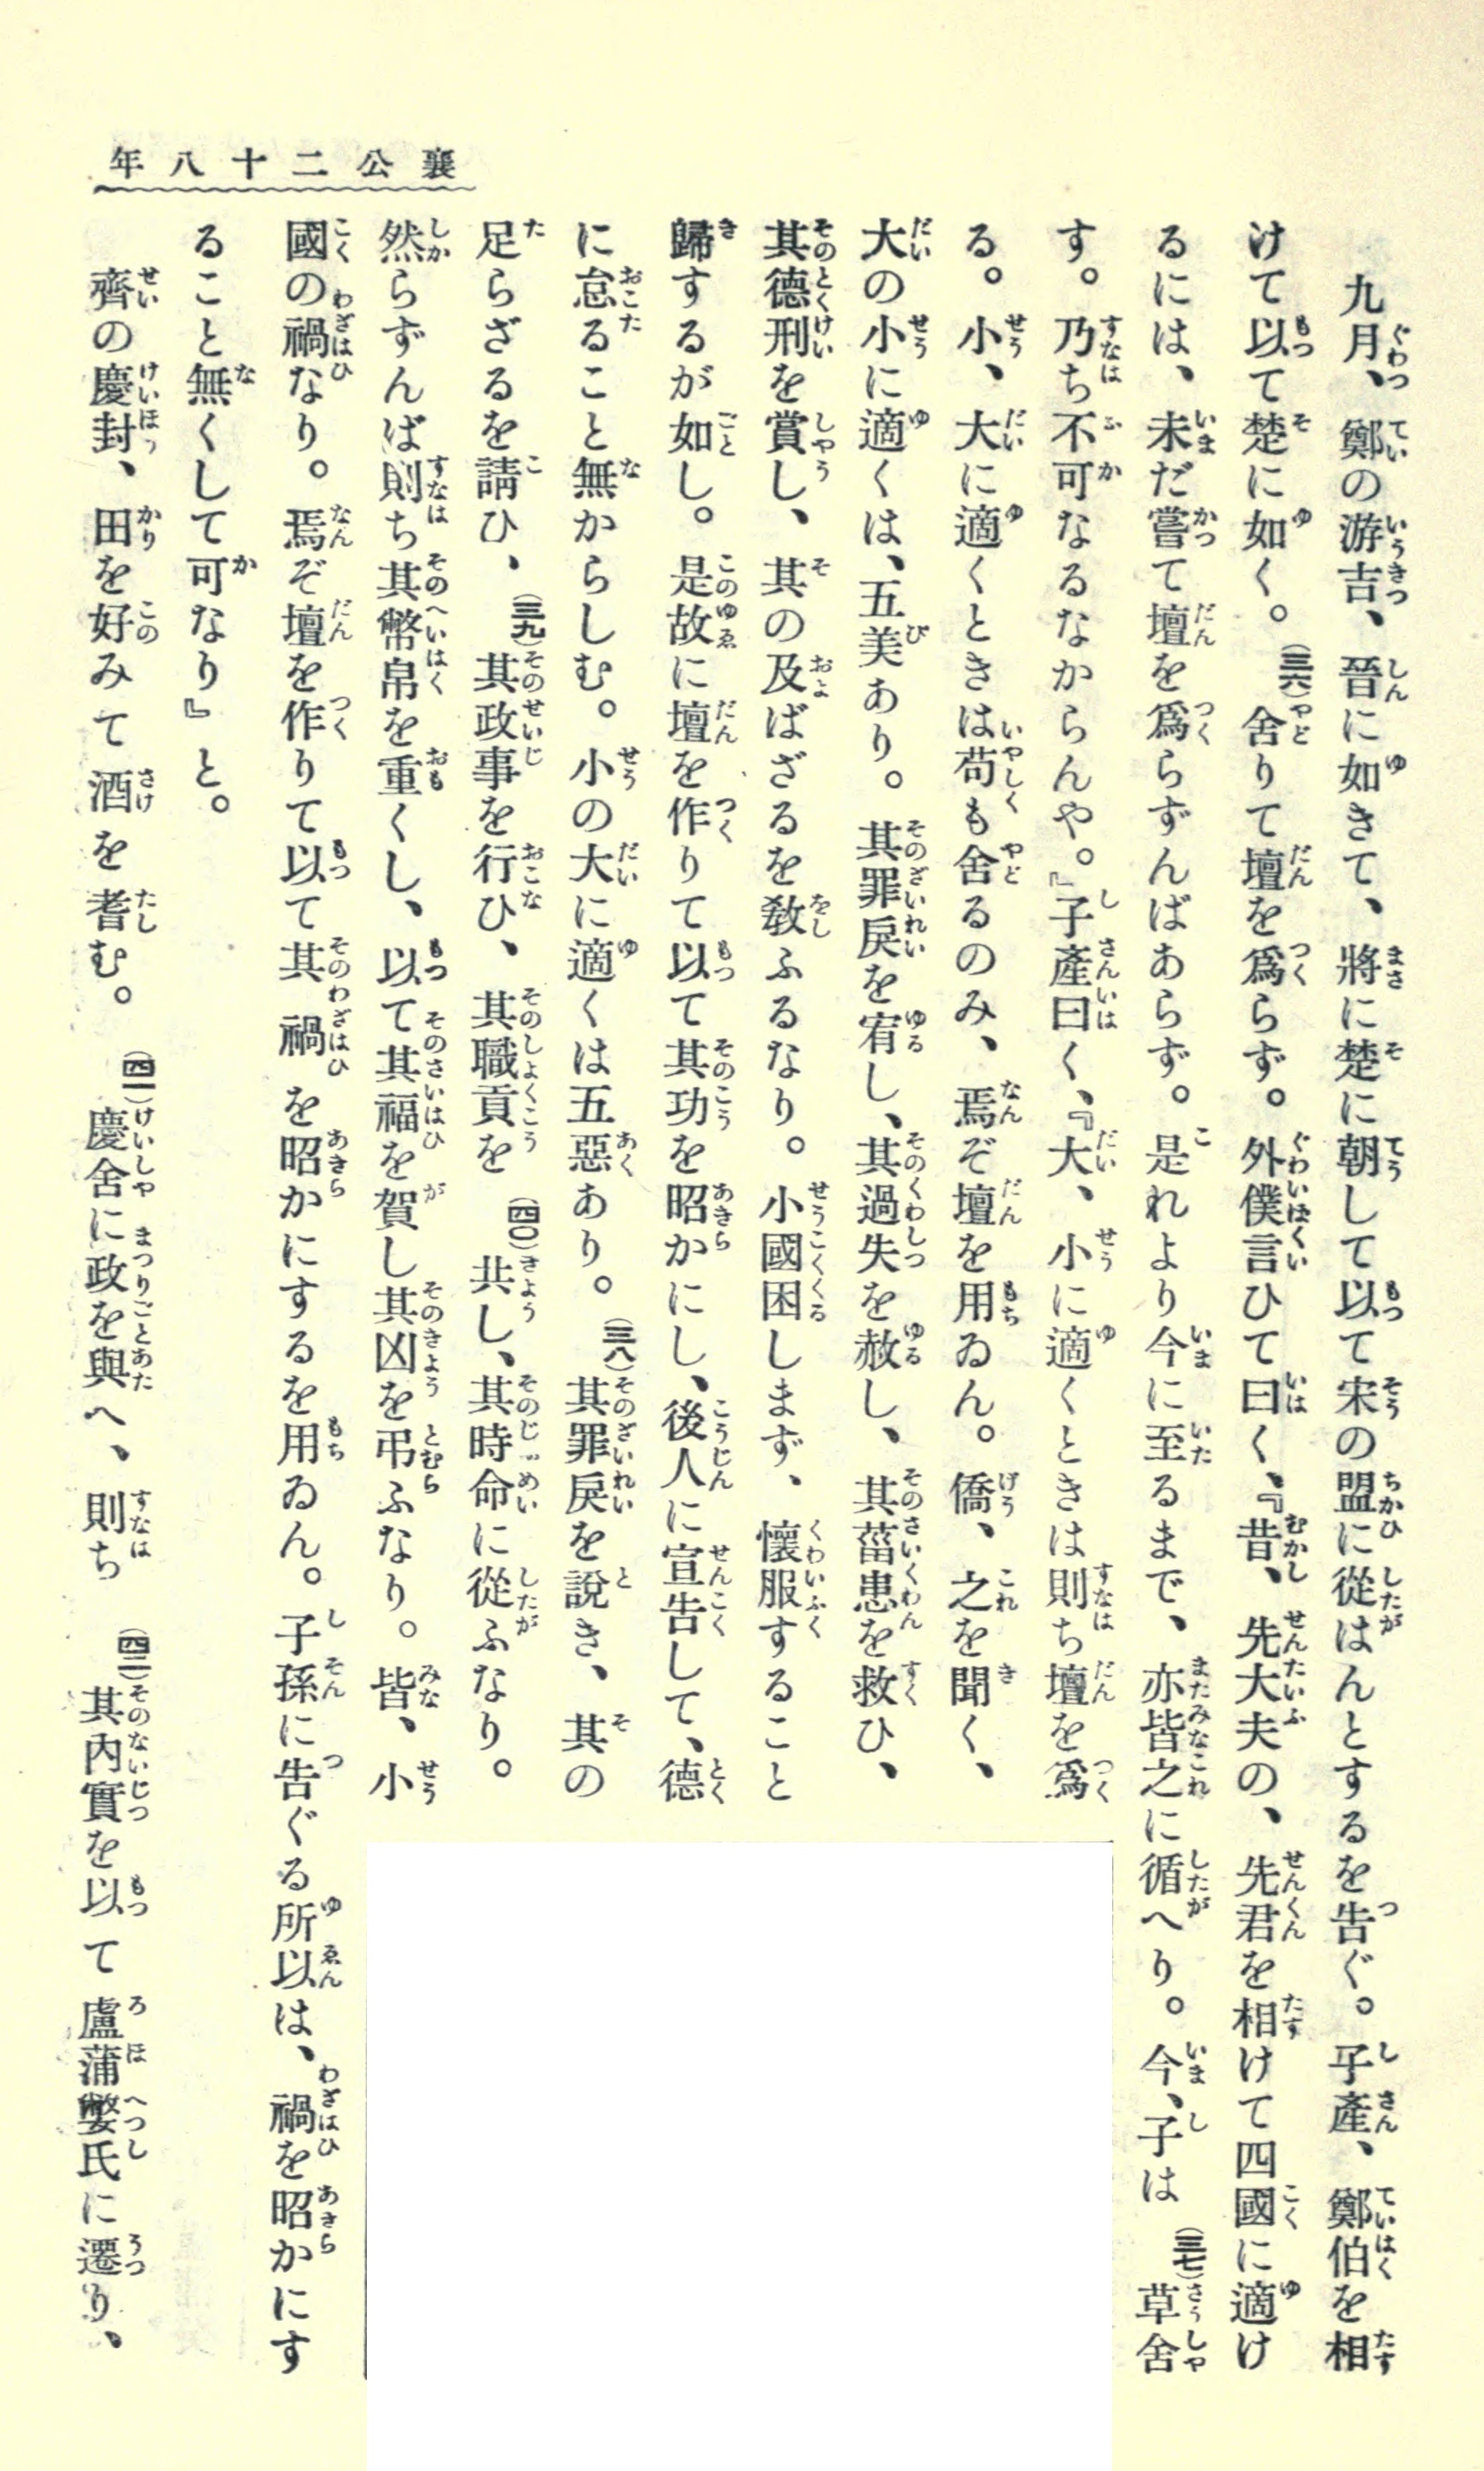 襄公二十八年
九月、鄭の游吉、晉に如きて、將に楚に朝して以て宋の盟に從はんとするを告ぐ。子產、鄭伯を相
けて以て楚に如く。(三六)舍りて壇を爲らず。外僕言ひて曰く、『昔、先大夫の、先君を相けて四國に適け
るには、未だ嘗て壇を爲らずんばあらず。是れより今に至るまで、亦皆之に循へり。今、子は(三七)草舍
す。乃ち不可なるなからんや。』子產曰く、『大、小に適くときは則ち壇を爲
る。小、大に適くときは苟も舍るのみ、焉ぞ壇を用ゐん。僑、之を聞く、
大の小に適くは、五美あり。其罪戾を宥し、其過失を赦し、其菑患を救ひ、
其德刑を賞し、其の及ばざるを敎ふるなり。小國困しまず、懷服すること
歸するが如し。是故に壇を作りて以て其功を昭かにし、後人に宣告して、德
に怠ること無からしむ。小の大に適くは五惡あり。(三八)其罪戾を說き、其の
足らざるを請ひ、(三九)其政事を行ひ、其職貢を(四〇)共し、其時命に從ふなり。
然らずんば則ち其幣帛を重くし、以て其福を賀し其凶を弔ふなり。皆、小
國の禍なり。焉ぞ壇を作りて以て其禍を昭かにするを用ゐん。子孫に告ぐる所以は、禍を昭かにす
ること無くして可なり』と。
齊の慶封、田を好みて酒を耆む。(四一)慶舍に政を與へ、則ち(四二)其內實を以て盧蒲嫳氏に遷り、